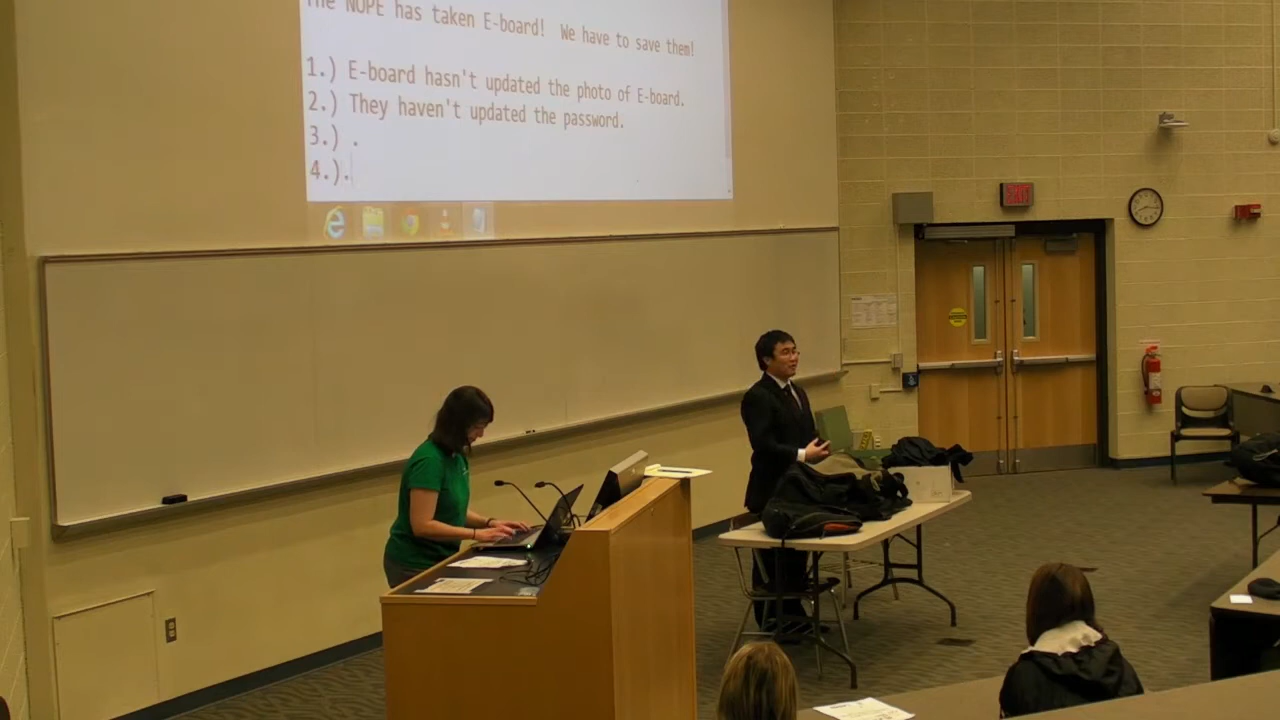 The NOPE has taken E-board! We have to save them!
1.) E-board hasn't updated the photo of E-board.
2.) They haven't updated the password.
3.) .
4.).
EXIT